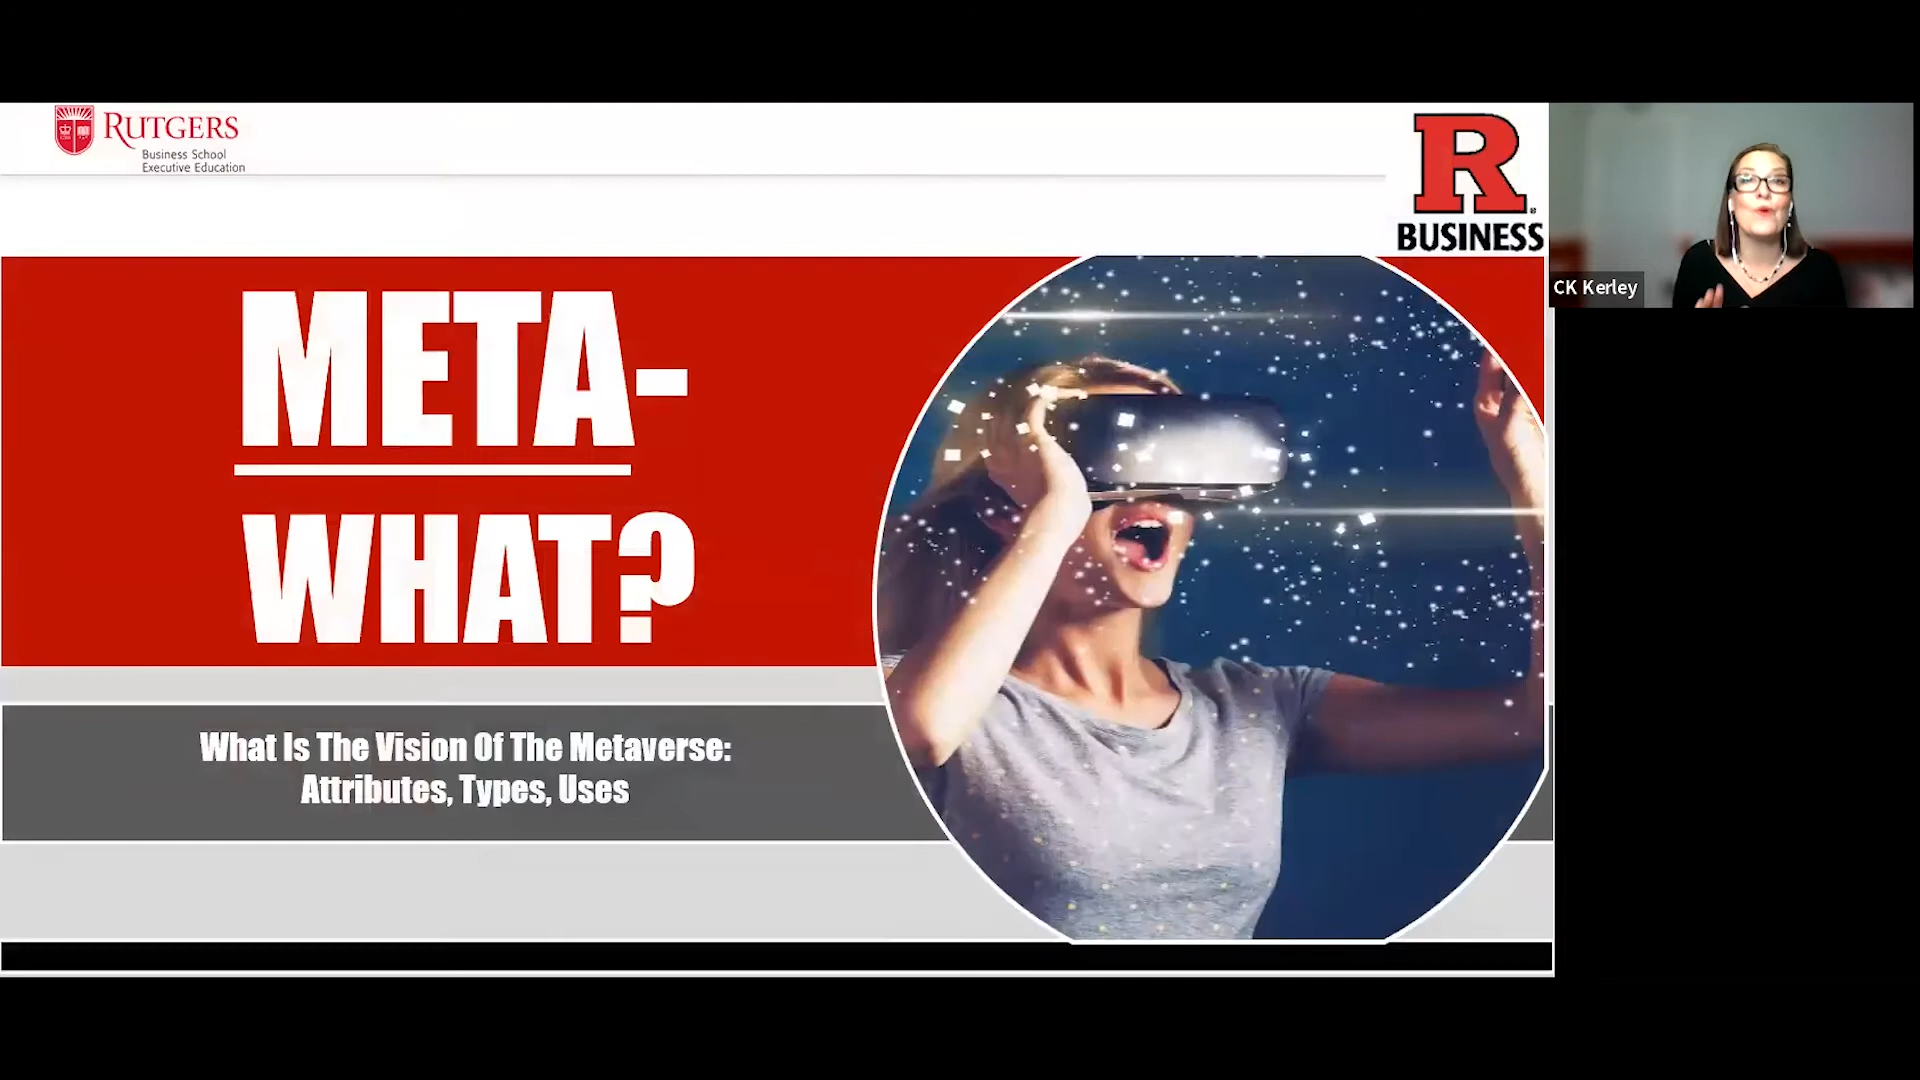 RUTGERS
Business School
Executive Education
R
BUSINESS
CK Kerley
META-
WHAT?
What Is The Vision Of The Metaverse:
Attributes, Types, Uses